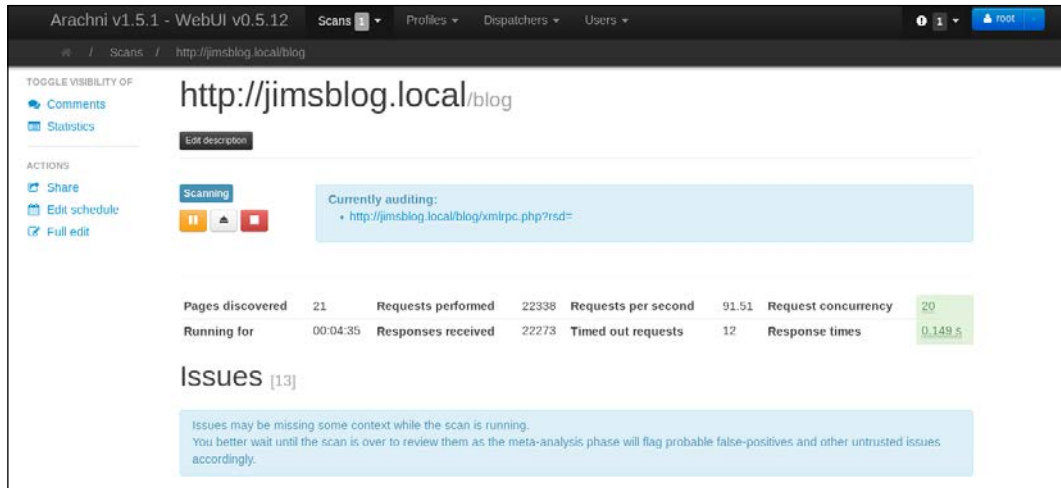 Arachni v1.5.1 - WebUI v0.5.12 Scans 1 Profiles Dispatchers Users 1 root
/ Scans / http://jimsblog.local/blog
TOGGLE VISIBILITY OF
Comments
Statistics
ACTIONS
Share
Edit schedule
Full edit
http://jimsblog.local/blog
Edit description
Scanning
Currently auditing:
• http://jimsblog.local/blog/xmlrpc.php?rsd=
Pages discovered 21 Requests performed 22338 Requests per second 91.51 Request concurrency 20
Running for 00:04:35 Responses received 22273 Timed out requests 12 Response times 0.149 s
Issues [13]
Issues may be missing some context while the scan is running.
You better wait until the scan is over to review them as the meta-analysis phase will flag probable false-positives and other untrusted issues
accordingly.